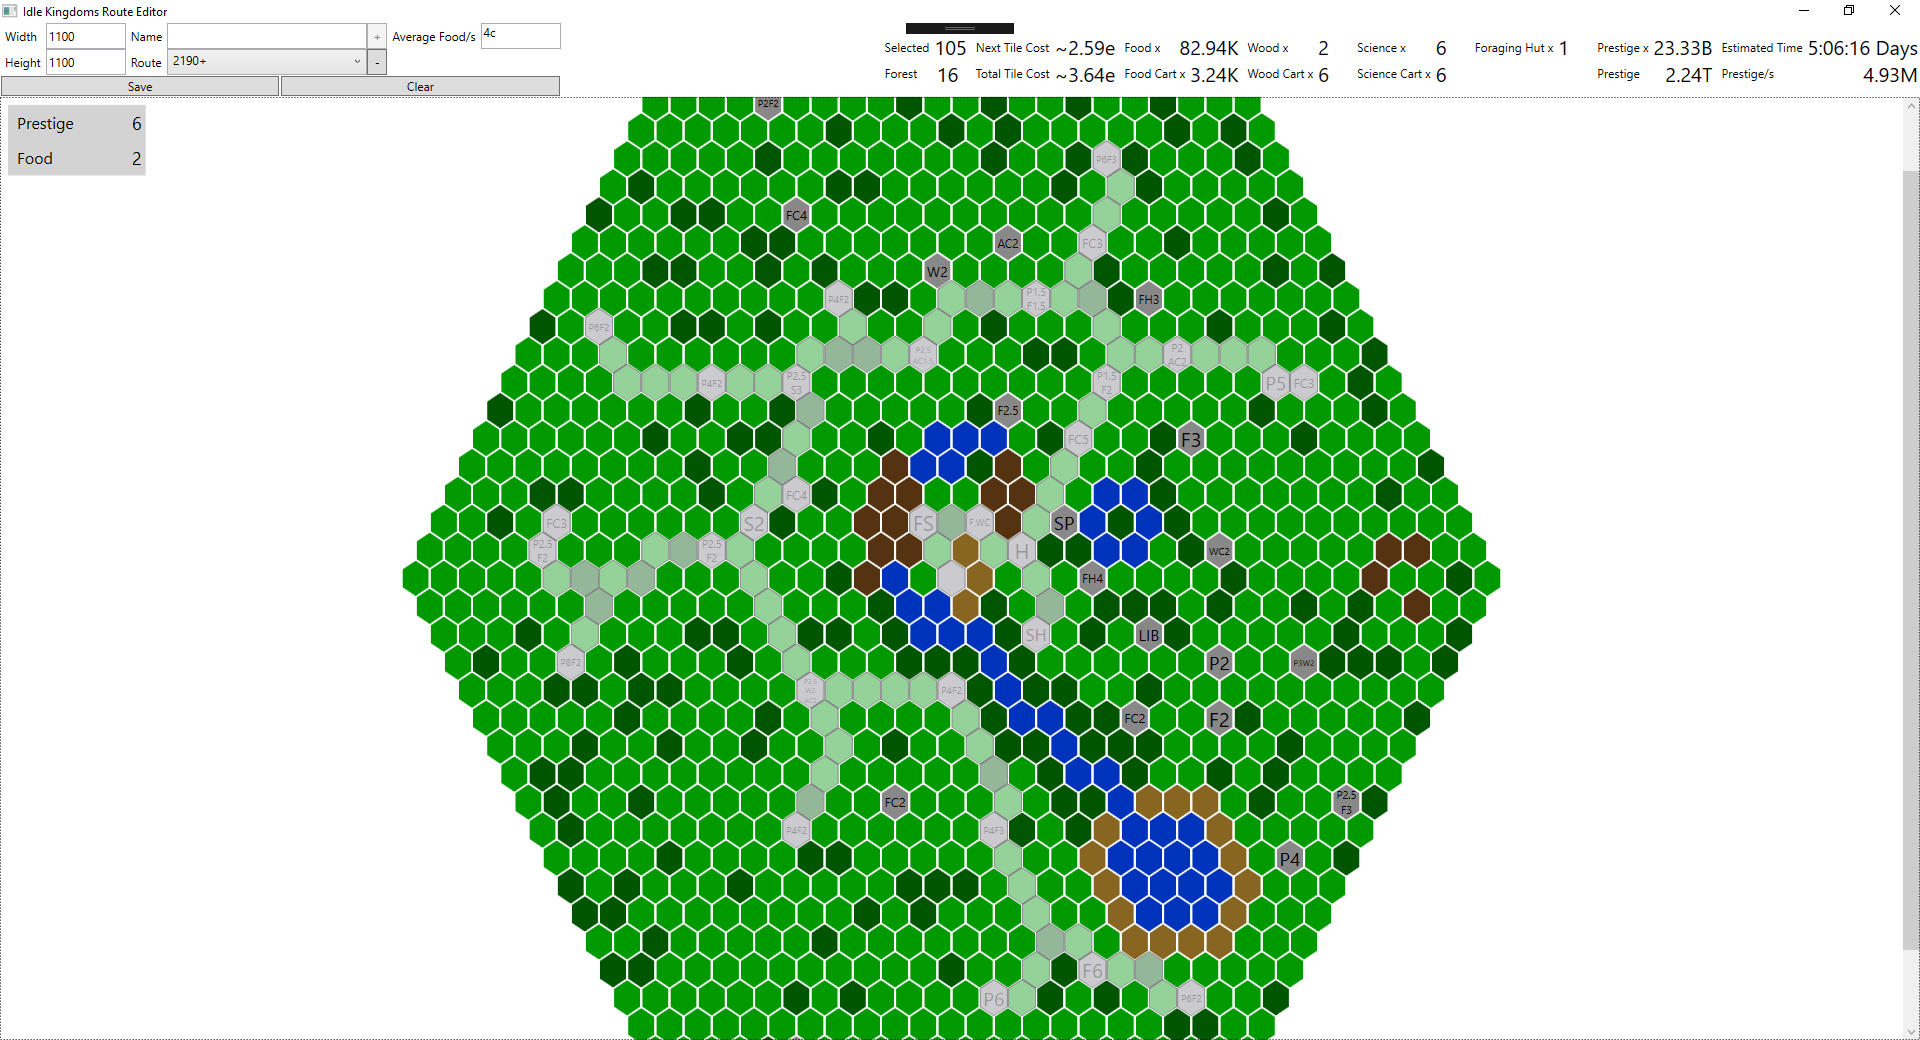 Idle Kingdoms Route Editor
Width 1100 Name + Average Food/s 4c
Height 1100 Route 2190+ -
Save Clear
Selected 105 Next Tile Cost ~2.59e Food x 82.94K Wood x 2 Science x 6 Foraging Hut x 1 Prestige x 23.33B Estimated Time 5:06:16 Days
Forest 16 Total Tile Cost ~3.64e Food Cart x 3.24K Wood Cart x 6 Science Cart x 6 Prestige 2.24T Prestige/s 4.93M
Prestige 6
Food 2
P2F2
P6F3
FC4
AC2 FC3
W2
P4F2 P1.5 FH3
F1.5
P6F2
P2.5 P2
AC1.5 AC2
P4F2 P2.5 P1.5 P5 FC3
S3 F2
F2.5
FC5 F3
FC4
FC3 S2 FS F.WC SP
P2.5 P2.5 H WC2
F2 F2
FH4
SH LIB
P8F2 P2 P3W2
P2.5 P4F2
W2
AC2
FC2 F2
FC2 P2.5
F3
P4F2 P4F3
P4
F6
P6 P6F2